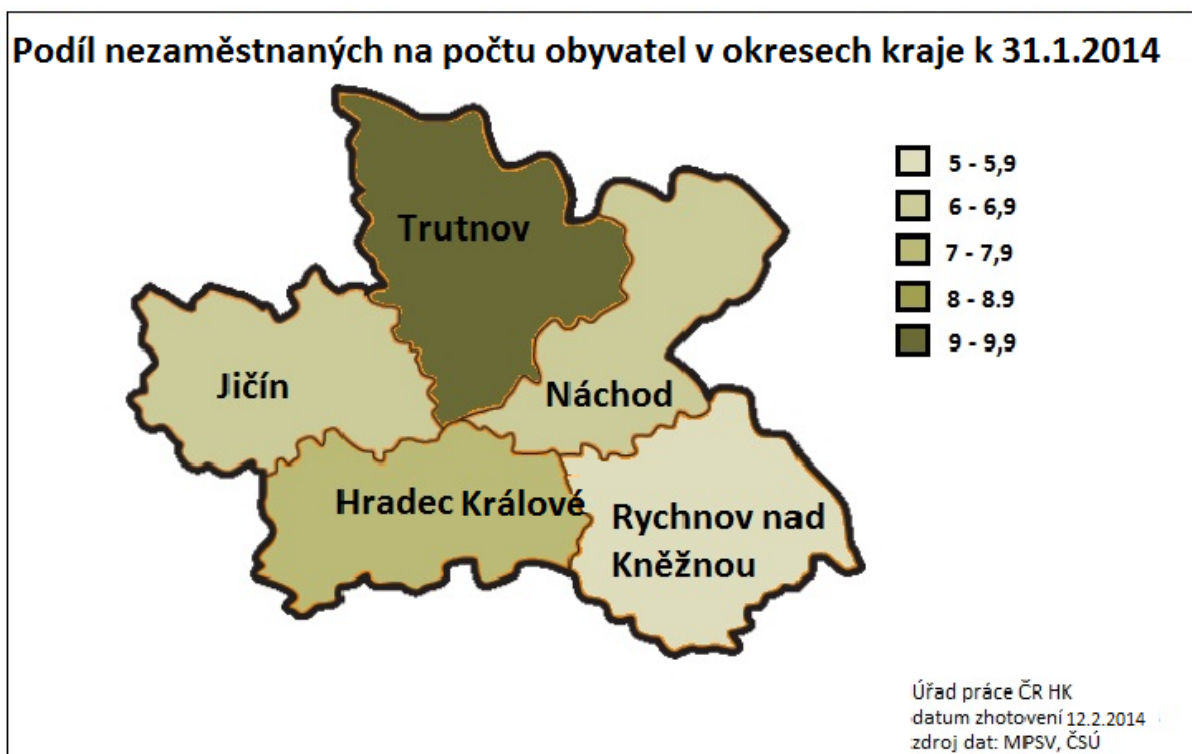 Podíl nezaměstnaných na počtu obyvatel v okresech kraje k 31.1.2014
5 - 5,9
6 - 6,9
7 - 7,9
8 - 8.9
9 - 9,9
Trutnov
Jičín
Náchod
Hradec Králové
Rychnov nad
Kněžnou
Úřad práce ČR HK
datum zhotovení 12.2.2014
zdroj dat: MPSV, ČSÚ